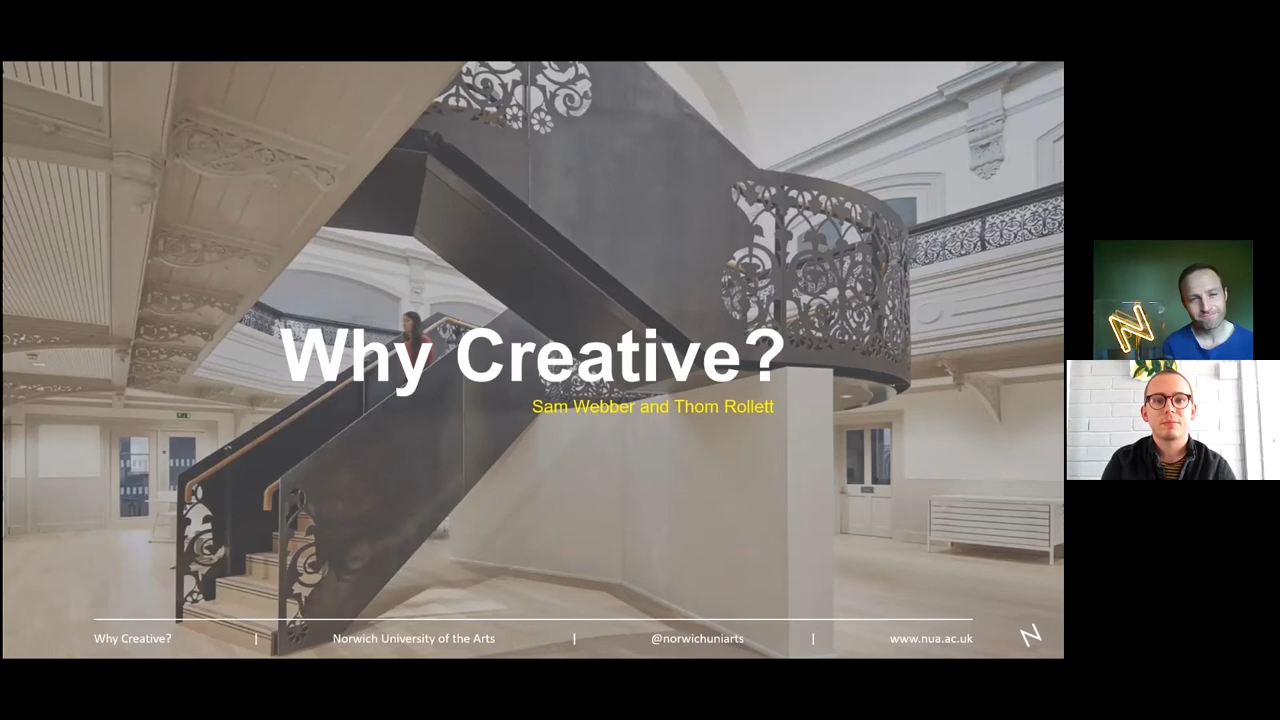 Why Creative?
Sam Webber and Thom Rollett
Why Creative? | Norwich University of the Arts | @norwichuniarts | www.nua.ac.uk
N
N